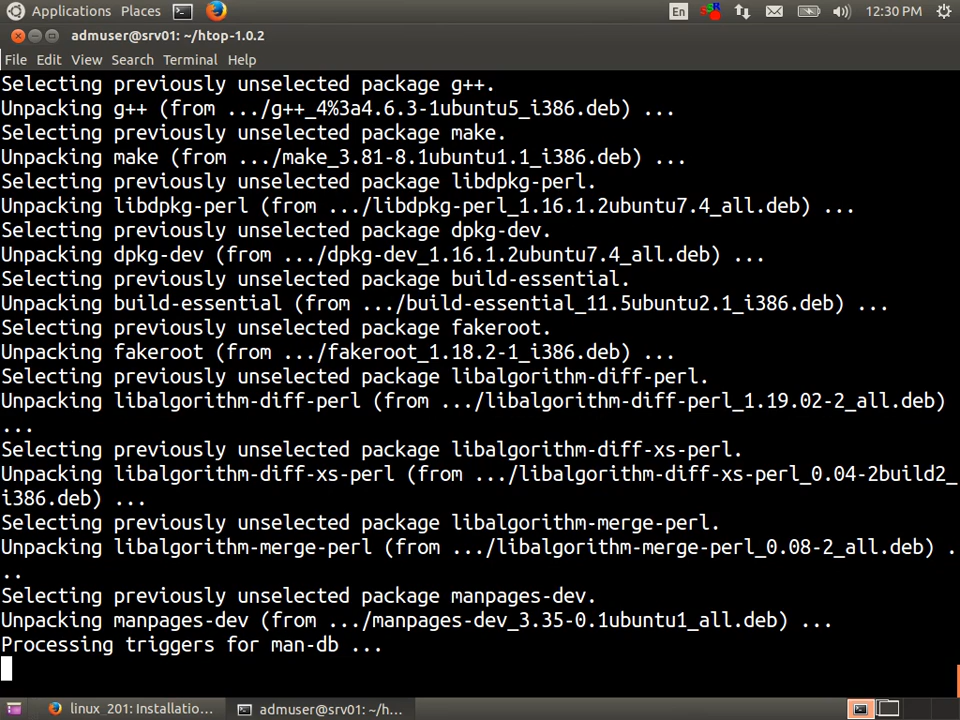 Applications Places En 12:30 PM
admuser@srv01: ~/htop-1.0.2
File Edit View Search Terminal Help
Selecting previously unselected package g++.
Unpacking g++ (from .../g++_4%3a4.6.3-1ubuntu5_i386.deb) ...
Selecting previously unselected package make.
Unpacking make (from .../make_3.81-8.1ubuntu1.1_i386.deb) ...
Selecting previously unselected package libdpkg-perl.
Unpacking libdpkg-perl (from .../libdpkg-perl_1.16.1.2ubuntu7.4_all.deb) ...
Selecting previously unselected package dpkg-dev.
Unpacking dpkg-dev (from .../dpkg-dev_1.16.1.2ubuntu7.4_all.deb) ...
Selecting previously unselected package build-essential.
Unpacking build-essential (from .../build-essential_11.5ubuntu2.1_i386.deb) ...
Selecting previously unselected package fakeroot.
Unpacking fakeroot (from .../fakeroot_1.18.2-1_i386.deb) ...
Selecting previously unselected package libalgorithm-diff-perl.
Unpacking libalgorithm-diff-perl (from .../libalgorithm-diff-perl_1.19.02-2_all.deb)
...
Selecting previously unselected package libalgorithm-diff-xs-perl.
Unpacking libalgorithm-diff-xs-perl (from .../libalgorithm-diff-xs-perl_0.04-2build2_
i386.deb) ...
Selecting previously unselected package libalgorithm-merge-perl.
Unpacking libalgorithm-merge-perl (from .../libalgorithm-merge-perl_0.08-2_all.deb) .
..
Selecting previously unselected package manpages-dev.
Unpacking manpages-dev (from .../manpages-dev_3.35-0.1ubuntu1_all.deb) ...
Processing triggers for man-db ...
linux_201: Installatio... admuser@srv01: ~/h...